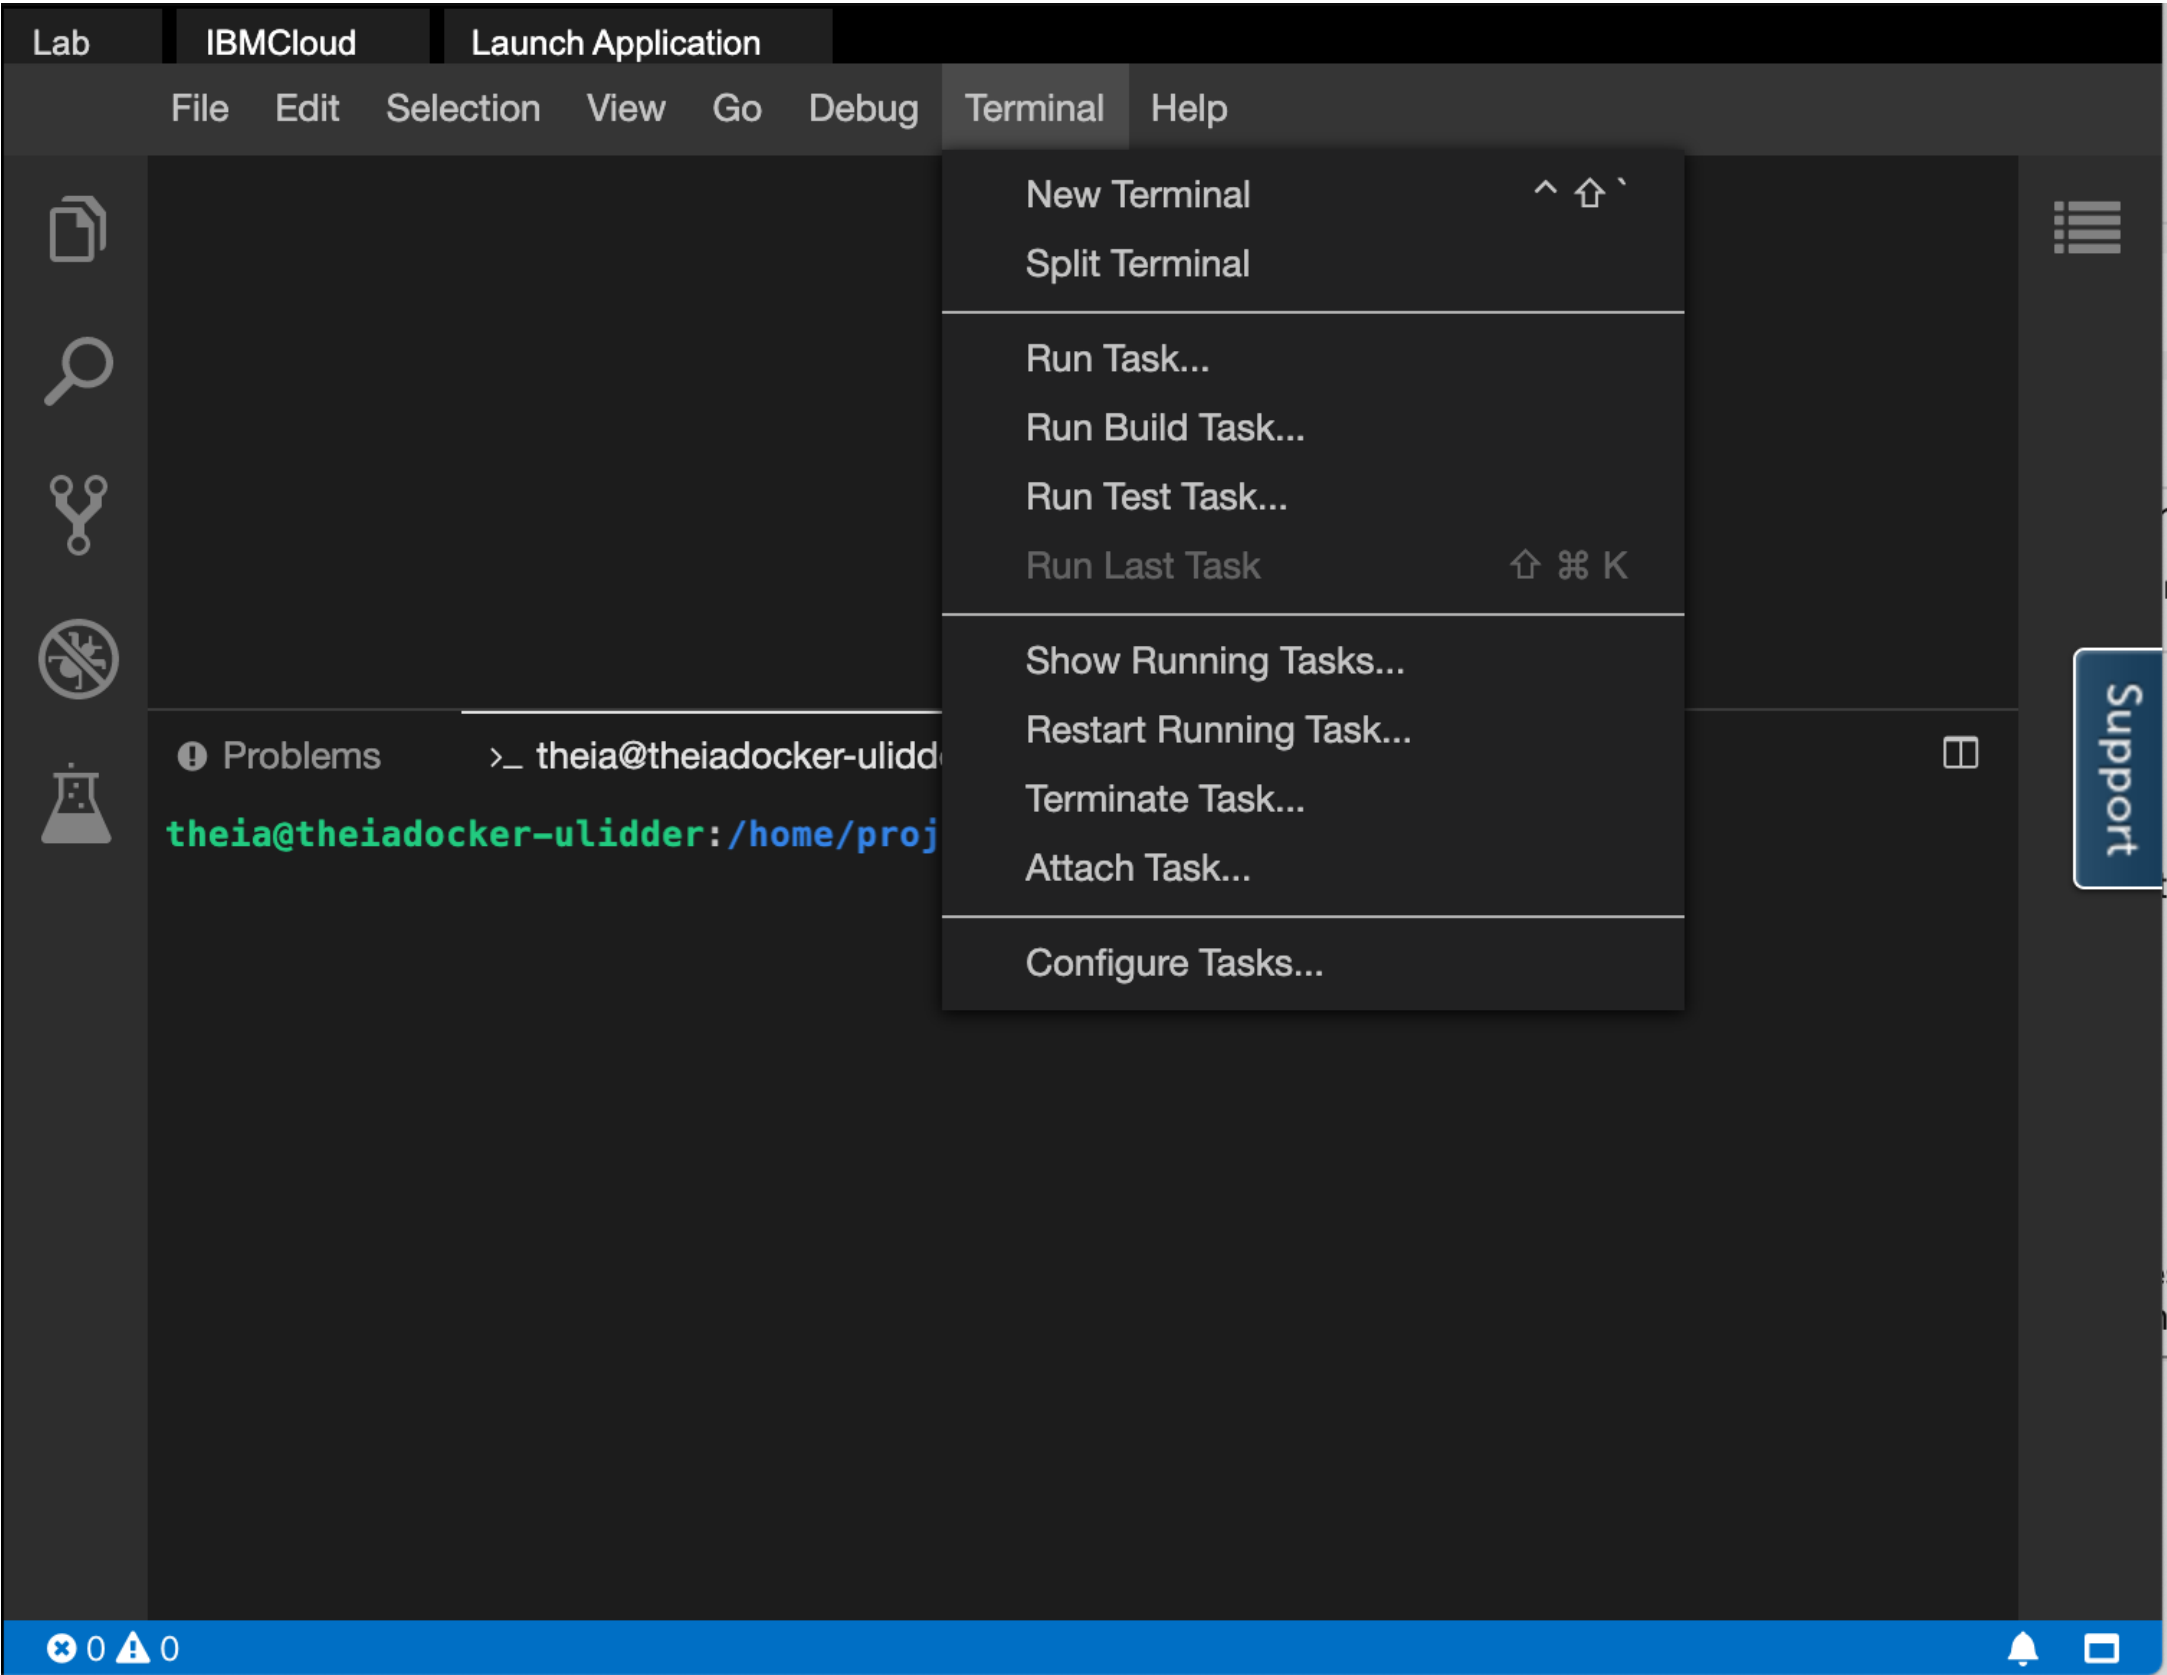 Lab IBMCloud Launch Application
File Edit Selection View Go Debug Terminal Help
New Terminal ^ ⇧ `
Split Terminal
Run Task...
Run Build Task...
Run Test Task...
Run Last Task ⇧ ⌘ K
Show Running Tasks...
Restart Running Task...
Terminate Task...
Attach Task...
Configure Tasks...
Problems >_ theia@theiadocker-ulidd
theia@theiadocker-ulidder:/home/proj
Support
0 0